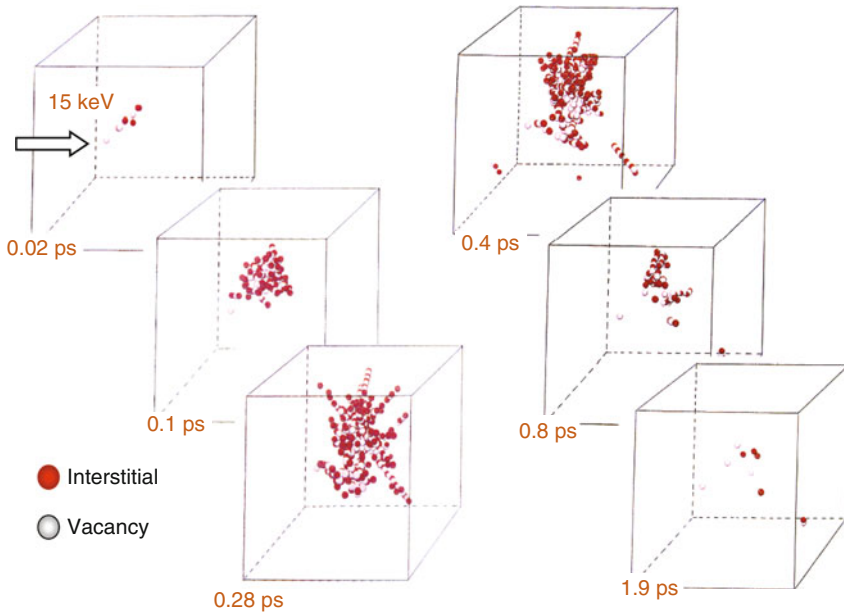 15 keV
0.02 ps
0.1 ps
0.28 ps
0.4 ps
0.8 ps
1.9 ps
Interstitial
Vacancy